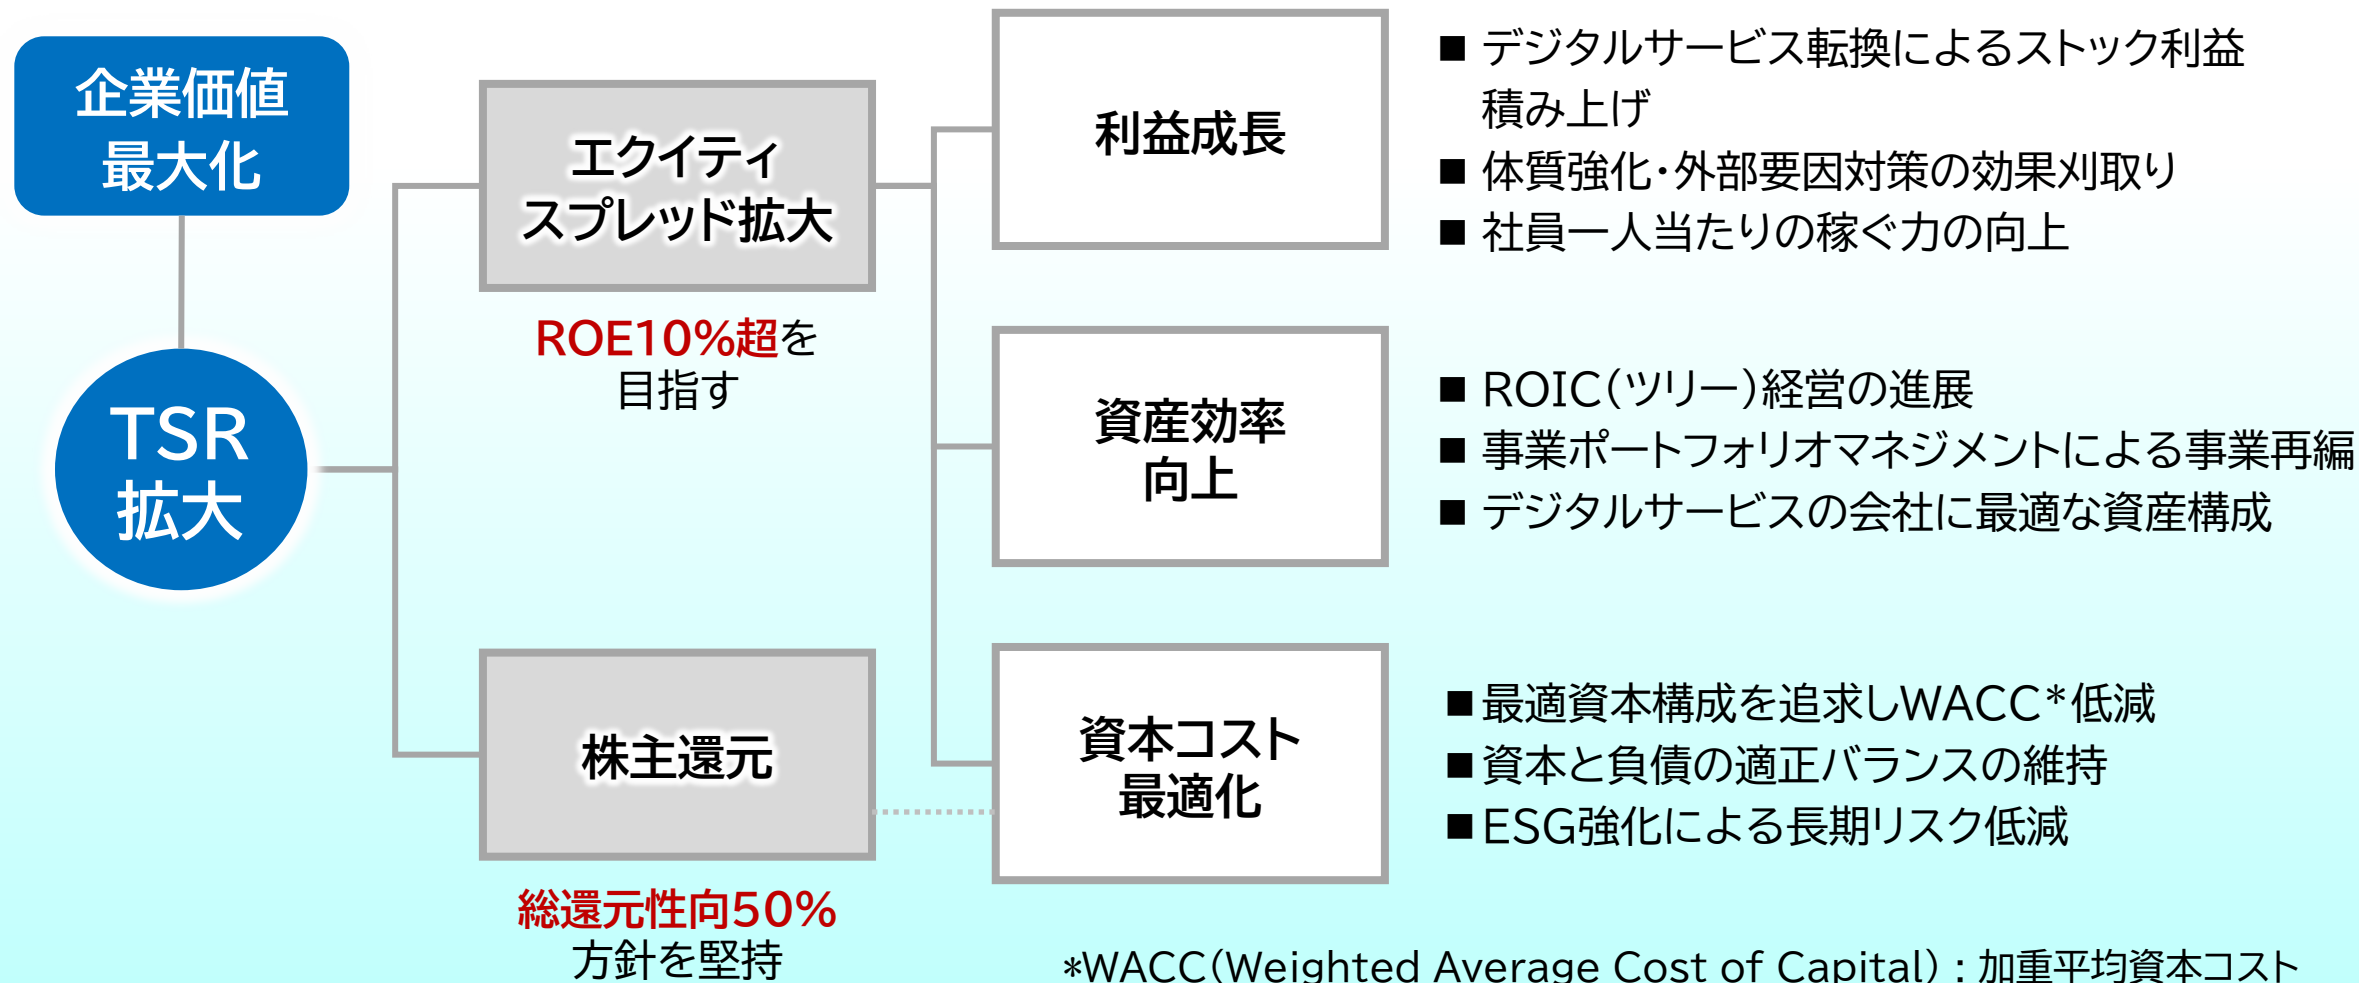 企業価値
最大化
TSR
拡大
エクイティ
スプレッド拡大
ROE10%超を
目指す
株主還元
総還元性向50%
方針を堅持
利益成長
■ デジタルサービス転換によるストック利益
積み上げ
■ 体質強化・外部要因対策の効果刈取り
■ 社員一人当たりの稼ぐ力の向上
資産効率
向上
■ ROIC(ツリー)経営の進展
■ 事業ポートフォリオマネジメントによる事業再編
■ デジタルサービスの会社に最適な資産構成
資本コスト
最適化
■ 最適資本構成を追求しWACC*低減
■ 資本と負債の適正バランスの維持
■ ESG強化による長期リスク低減
*WACC(Weighted Average Cost of Capital) : 加重平均資本コスト